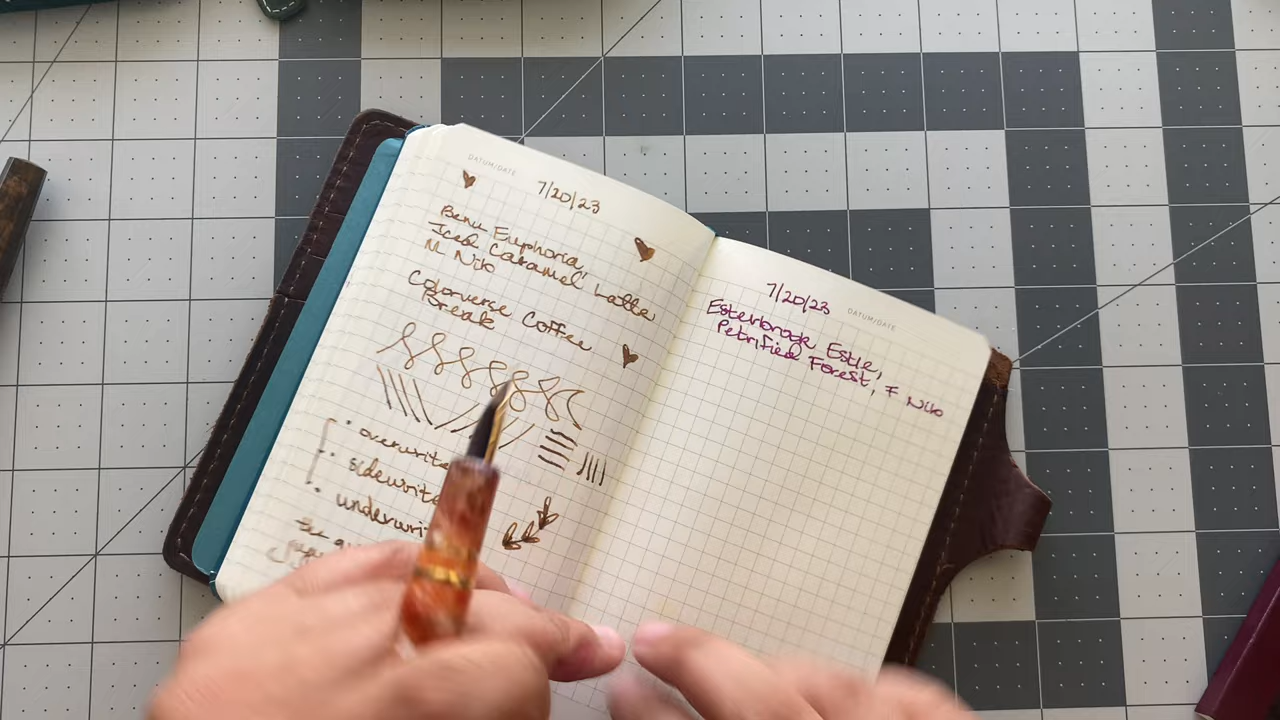 DATUM/DATE
7/20/23
Benu Euphoria,
Iced Caramel Latte
M Nib
Colorverse Coffee
Break
• overwrite
• sidewrite
• underwrit
7/20/23
DATUM/DATE
Esterbrook Estie,
Petrified Forest, F Nib